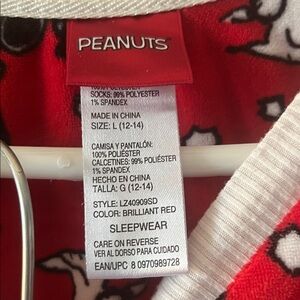 PEANUTS
100% POLYESTER
SOCKS: 99% POLYESTER
1% SPANDEX
MADE IN CHINA
SIZE: L (12-14)
CAMISA Y PANTALÓN:
100% POLIÉSTER
CALCETINES: 99% POLIÉSTER
1% SPANDEX
HECHO EN CHINA
TALLA: G (12-14)
STYLE: LZ40909SD
COLOR: BRILLIANT RED
SLEEPWEAR
CARE ON REVERSE
VER AL DORSO PARA CUIDADO
EAN/UPC 8 0970989728